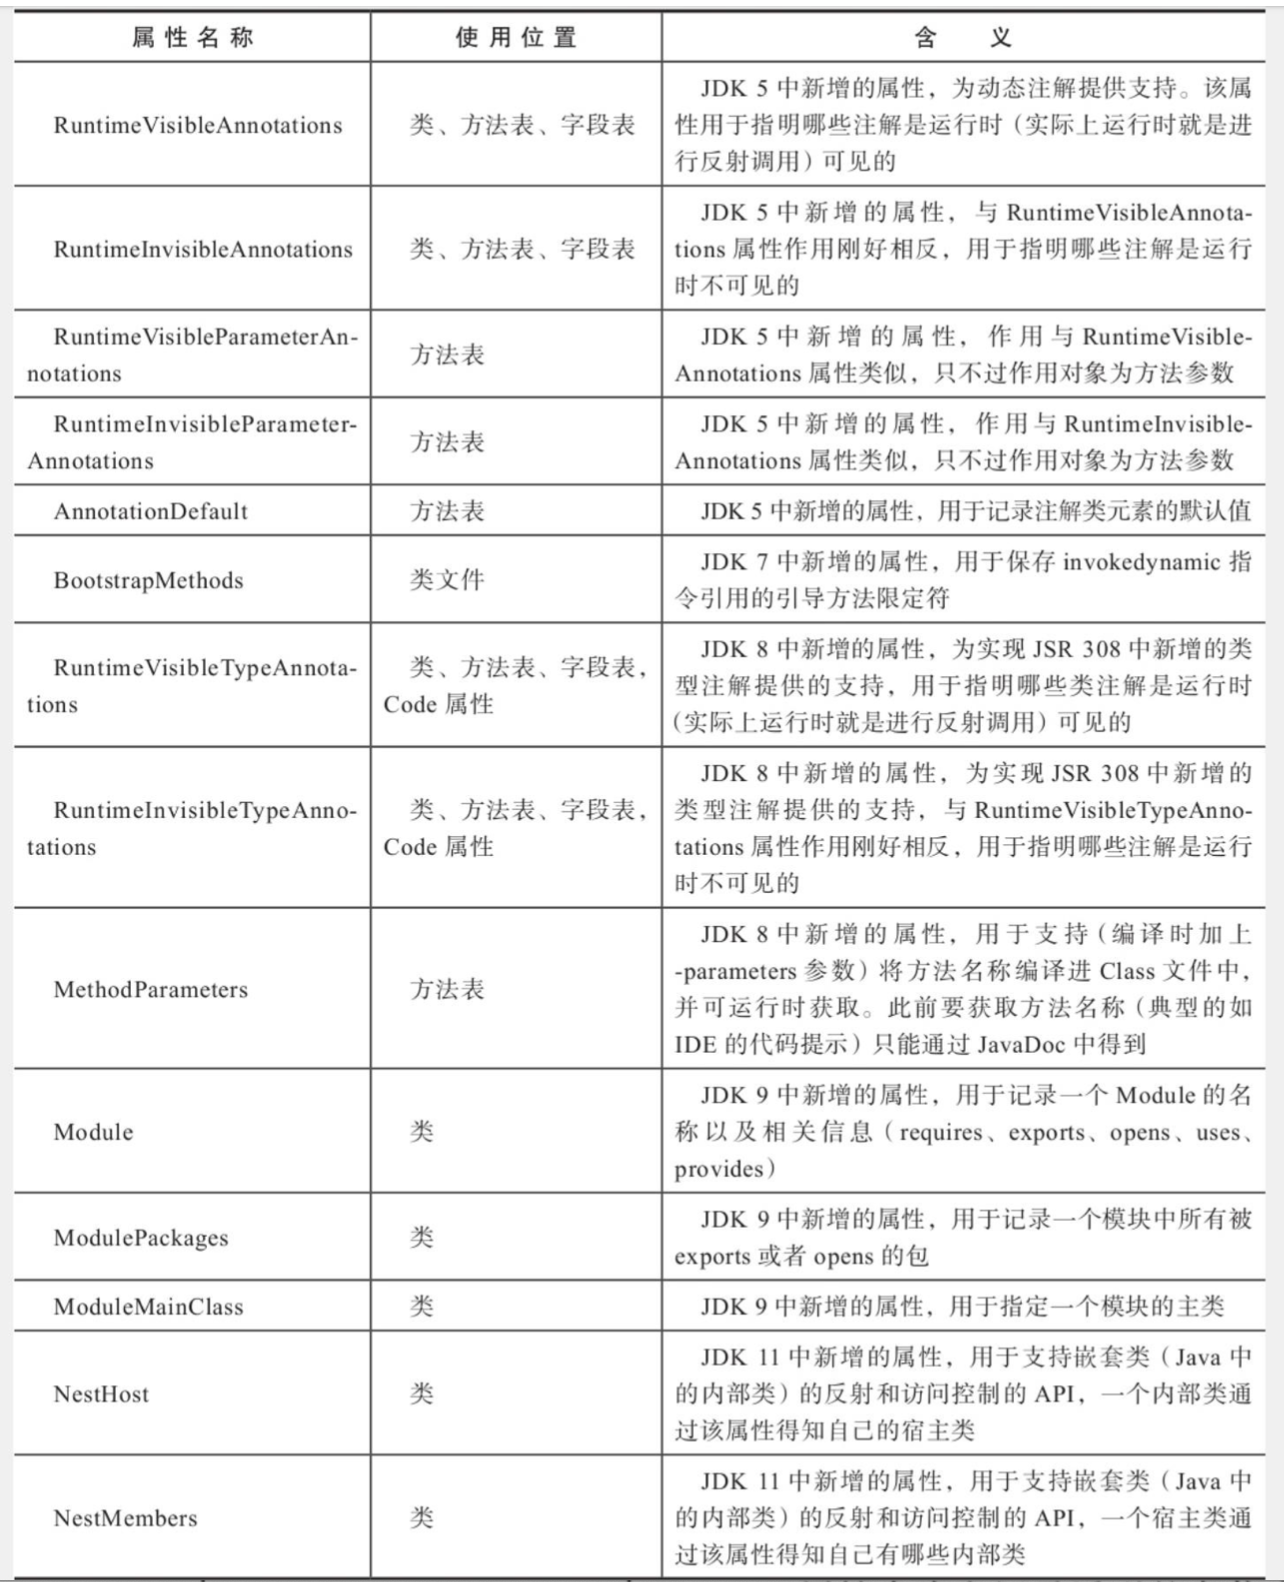 属性名称 使用位置 含 义
RuntimeVisibleAnnotations
类、方法表、字段表
JDK 5 中新增的属性，为动态注解提供支持。该属
性用于指明哪些注解是运行时（实际上运行时就是进
行反射调用）可见的
RuntimeInvisibleAnnotations
类、方法表、字段表
JDK 5 中新增的属性，与 RuntimeVisibleAnnota-
tions 属性作用刚好相反，用于指明哪些注解是运行
时不可见的
RuntimeVisibleParameterAn-
notations
方法表
JDK 5 中新增的属性，作用与 RuntimeVisible-
Annotations 属性类似，只不过作用对象为方法参数
RuntimeInvisibleParameter-
Annotations
方法表
JDK 5 中新增的属性，作用与 RuntimeInvisible-
Annotations 属性类似，只不过作用对象为方法参数
AnnotationDefault
方法表
JDK 5 中新增的属性，用于记录注解类元素的默认值
BootstrapMethods
类文件
JDK 7 中新增的属性，用于保存 invokedynamic 指
令引用的引导方法限定符
RuntimeVisibleTypeAnnota-
tions
类、方法表、字段表，
Code 属性
JDK 8 中新增的属性，为实现 JSR 308 中新增的类
型注解提供的支持，用于指明哪些类注解是运行时
（实际上运行时就是进行反射调用）可见的
RuntimeInvisibleTypeAnno-
tations
类、方法表、字段表，
Code 属性
JDK 8 中新增的属性，为实现 JSR 308 中新增的
类型注解提供的支持，与 RuntimeVisibleTypeAnno-
tations 属性作用刚好相反，用于指明哪些注解是运行
时不可见的
MethodParameters
方法表
JDK 8 中新增的属性，用于支持（编译时加上
-parameters 参数）将方法名称编译进 Class 文件中，
并可运行时获取。此前要获取方法名称（典型的如
IDE 的代码提示）只能通过 JavaDoc 中得到
Module
类
JDK 9 中新增的属性，用于记录一个 Module 的名
称以及相关信息（requires、exports、opens、uses、
provides）
ModulePackages
类
JDK 9 中新增的属性，用于记录一个模块中所有被
exports 或者 opens 的包
ModuleMainClass
类
JDK 9 中新增的属性，用于指定一个模块的主类
NestHost
类
JDK 11 中新增的属性，用于支持嵌套类（Java 中
的内部类）的反射和访问控制的 API，一个内部类通
过该属性得知自己的宿主类
NestMembers
类
JDK 11 中新增的属性，用于支持嵌套类（Java 中
的内部类）的反射和访问控制的 API，一个宿主类通
过该属性得知自己有哪些内部类